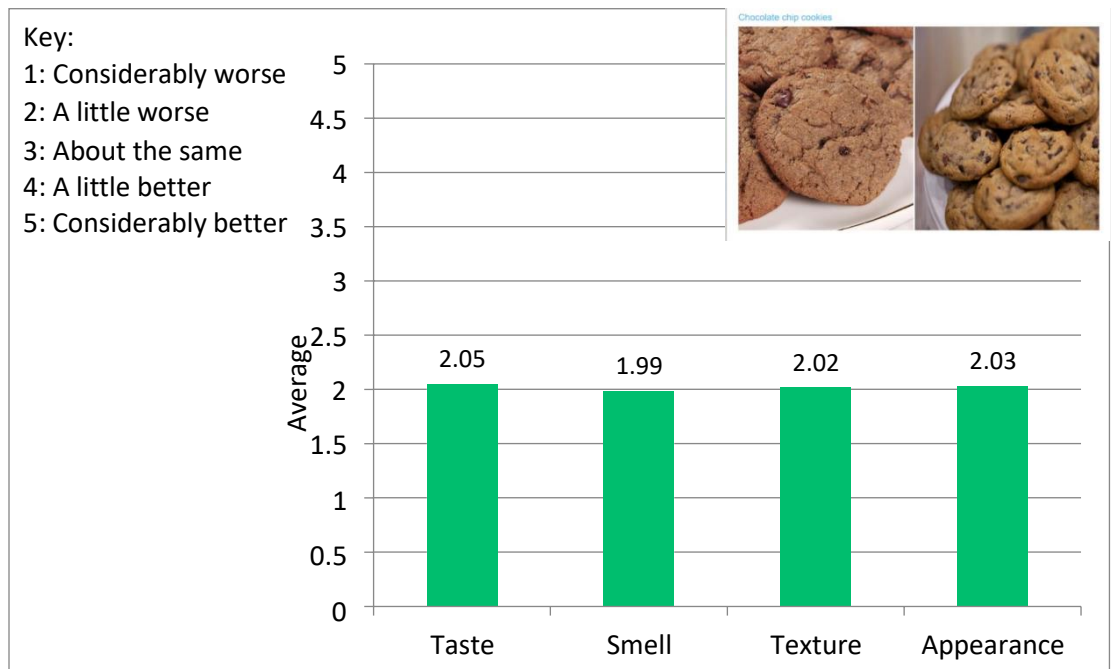 Chocolate chip cookies
Key:
1: Considerably worse
2: A little worse
3: About the same
4: A little better
5: Considerably better
5
4.5
4
3.5
3
2.5
2
1.5
1
0.5
0
Average
2.05
1.99
2.02
2.03
Taste
Smell
Texture
Appearance